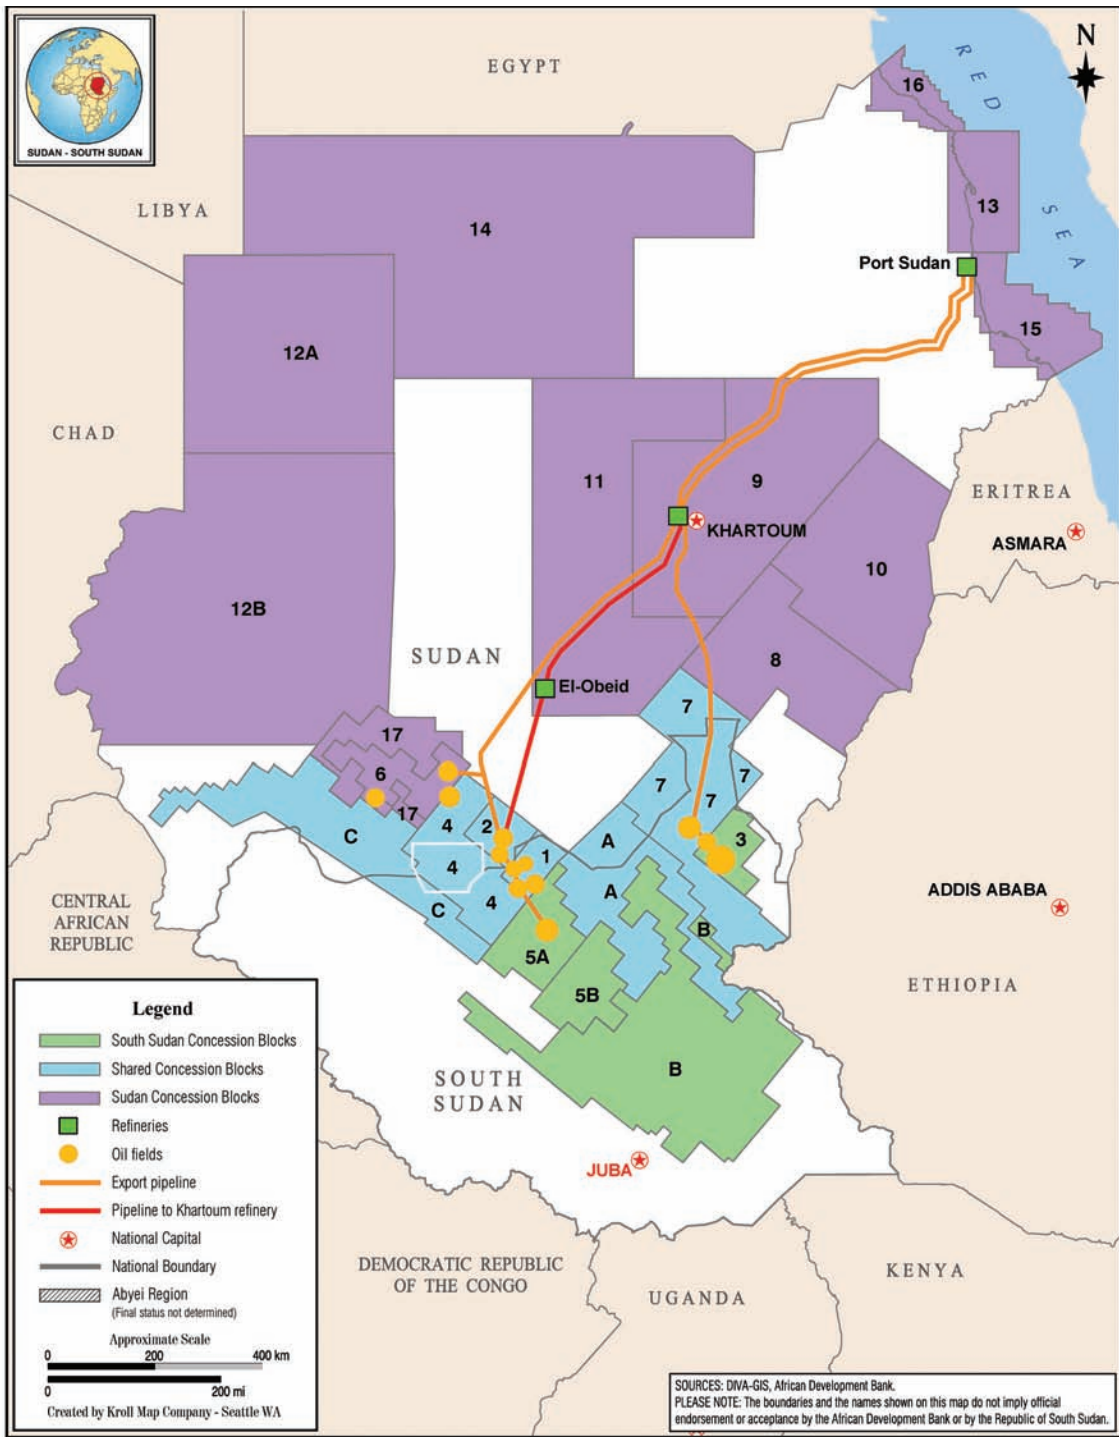 SUDAN - SOUTH SUDAN
N
EGYPT
RED SEA
16
LIBYA
13
14
Port Sudan
15
12A
CHAD
11
9
ERITREA
KHARTOUM
ASMARA
10
12B
SUDAN
8
El-Obeid
7
17
6
7
7
7
17
4
2
C
A
1
3
4
A
ADDIS ABABA
CENTRAL
AFRICAN
REPUBLIC
C
4
B
5A
ETHIOPIA
5B
SOUTH
SUDAN
B
JUBA
DEMOCRATIC REPUBLIC
OF THE CONGO
UGANDA
KENYA
Legend
South Sudan Concession Blocks
Shared Concession Blocks
Sudan Concession Blocks
Refineries
Oil fields
Export pipeline
Pipeline to Khartoum refinery
National Capital
National Boundary
Abyei Region
(Final status not determined)
Approximate Scale
0 200 400 km
0 200 mi
Created by Kroll Map Company - Seattle WA
SOURCES: DIVA-GIS, African Development Bank.
PLEASE NOTE: The boundaries and the names shown on this map do not imply official
endorsement or acceptance by the African Development Bank or by the Republic of South Sudan.